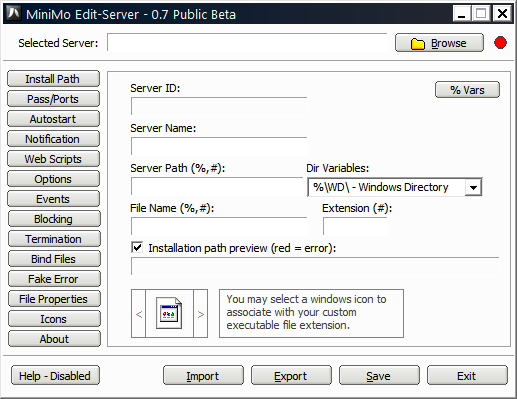 MiniMo Edit-Server - 0.7 Public Beta
Selected Server:
Browse
Install Path
Pass/Ports
Autostart
Notification
Web Scripts
Options
Events
Blocking
Termination
Bind Files
Fake Error
File Properties
Icons
About
Server ID:
% Vars
Server Name:
Server Path (%,#):
Dir Variables:
%\WD\ - Windows Directory
File Name (%,#):
Extension (#):
Installation path preview (red = error):
<
>
You may select a windows icon to
associate with your custom
executable file extension.
Help - Disabled
Import
Export
Save
Exit